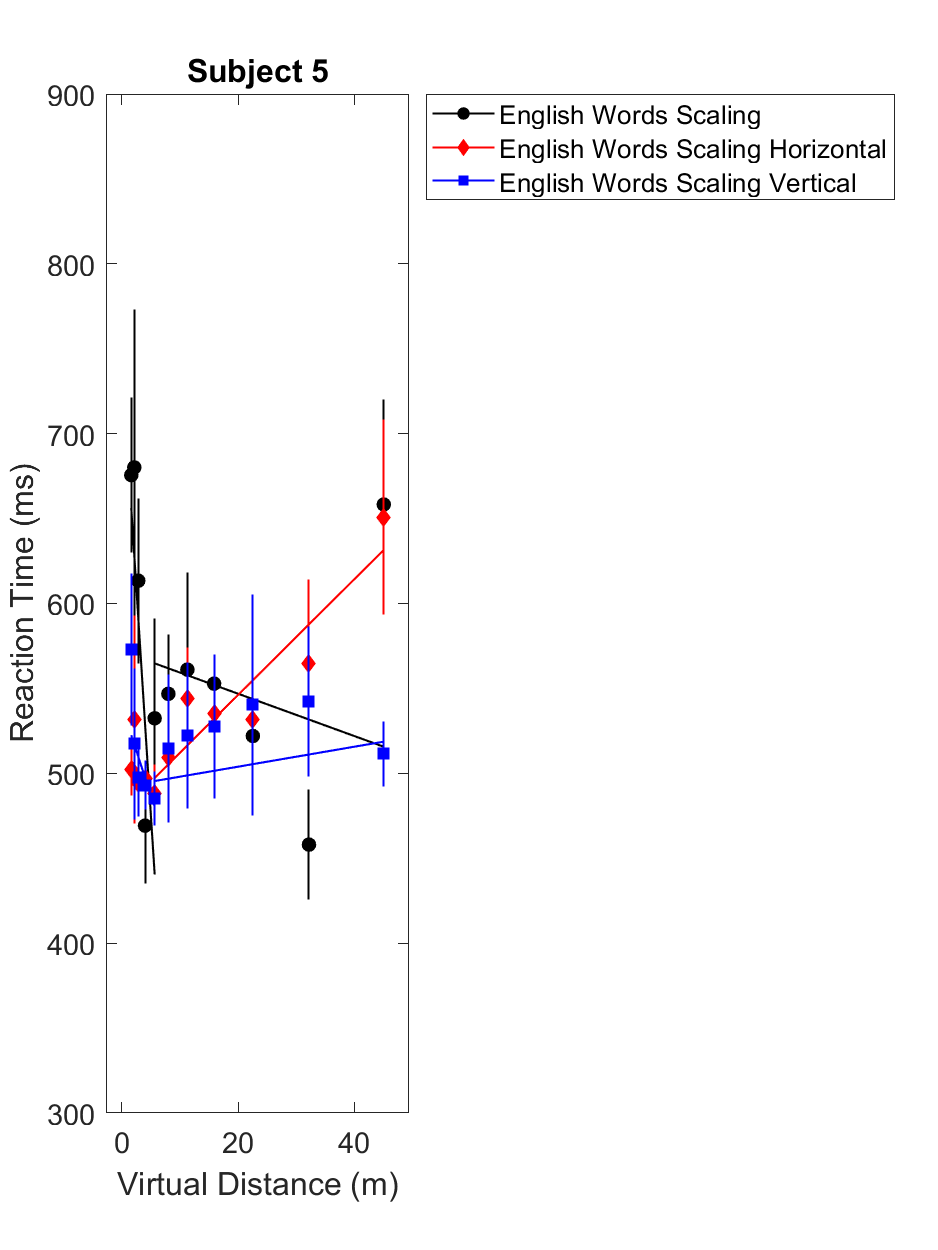 Subject 5
900
800
700
600
500
400
300
0
20
40
Reaction Time (ms)
Virtual Distance (m)
English Words Scaling
English Words Scaling Horizontal
English Words Scaling Vertical